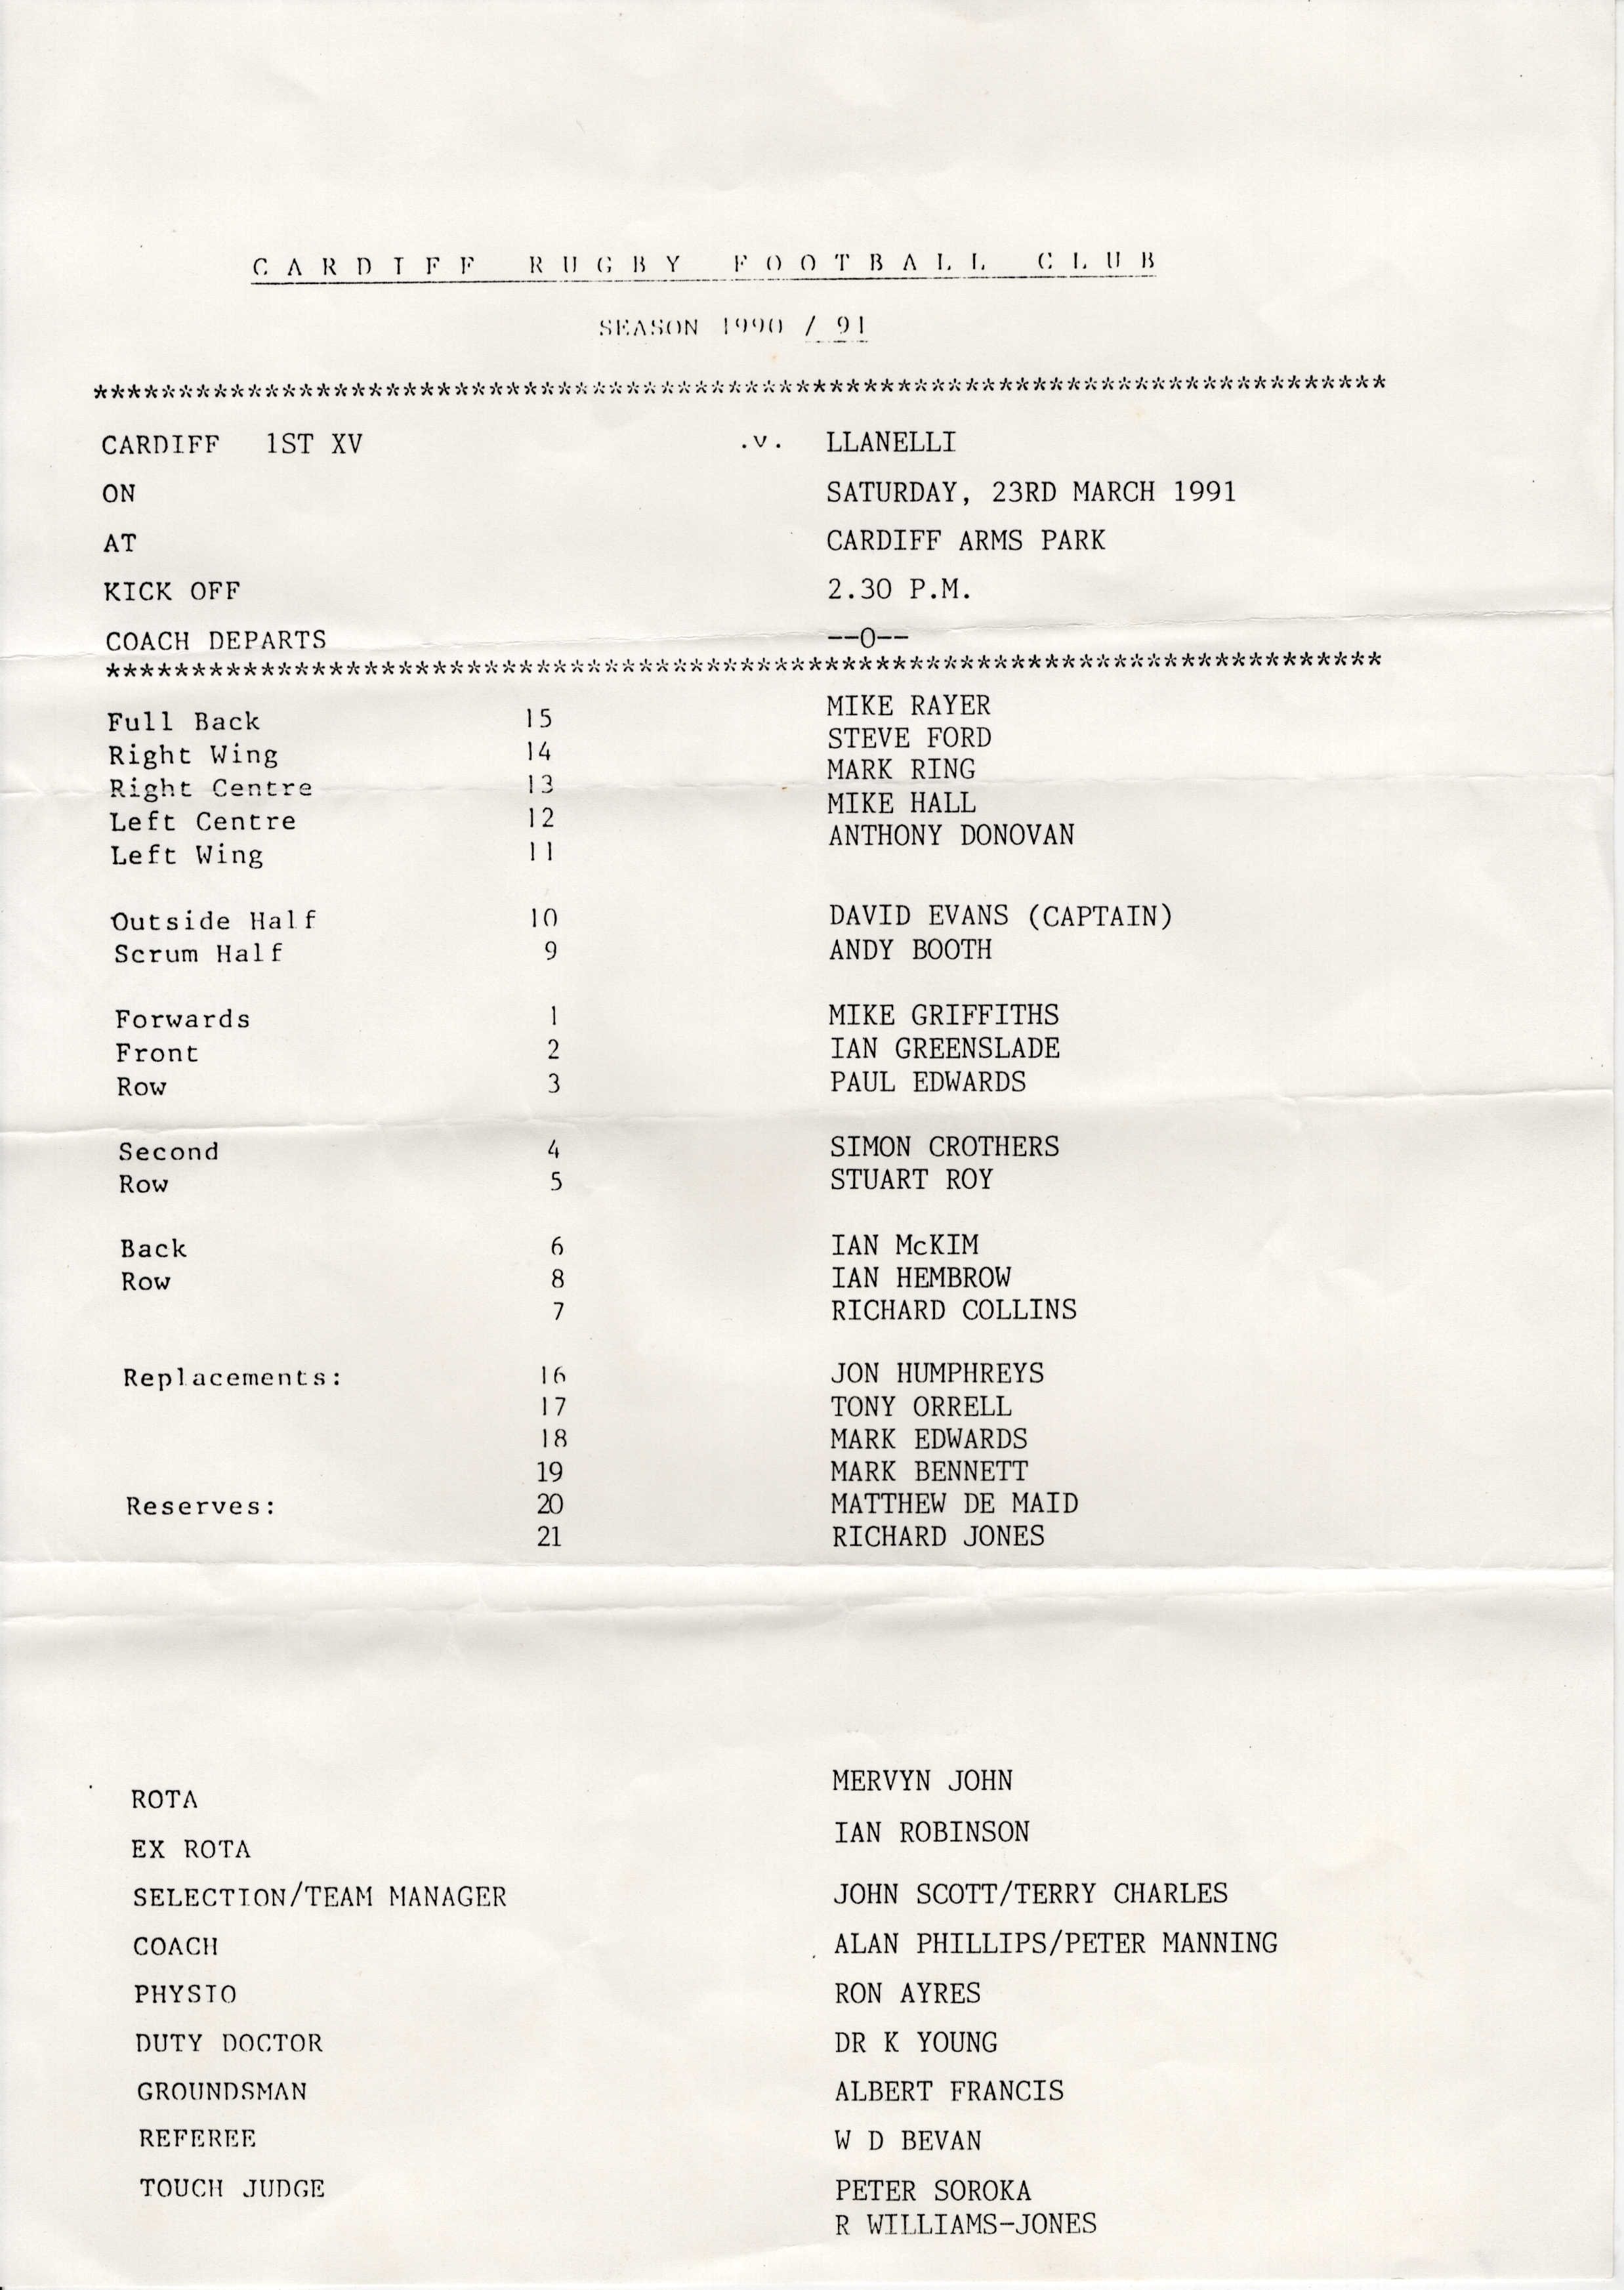 CARDIFF RUGBY FOOTBALL CLUB
SEASON 1990 / 91
****************************************************************************
CARDIFF 1ST XV .v. LLANELLI
ON SATURDAY, 23RD MARCH 1991
AT CARDIFF ARMS PARK
KICK OFF 2.30 P.M.
COACH DEPARTS --O--
***************************************************************************
Full Back 15 MIKE RAYER
Right Wing 14 STEVE FORD
Right Centre 13 MARK RING
Left Centre 12 MIKE HALL
Left Wing 11 ANTHONY DONOVAN
Outside Half 10 DAVID EVANS (CAPTAIN)
Scrum Half 9 ANDY BOOTH
Forwards 1 MIKE GRIFFITHS
Front 2 IAN GREENSLADE
Row 3 PAUL EDWARDS
Second 4 SIMON CROTHERS
Row 5 STUART ROY
Back 6 IAN McKIM
Row 8 IAN HEMBROW
7 RICHARD COLLINS
Replacements: 16 JON HUMPHREYS
17 TONY ORRELL
18 MARK EDWARDS
19 MARK BENNETT
Reserves: 20 MATTHEW DE MAID
21 RICHARD JONES
ROTA MERVYN JOHN
EX ROTA IAN ROBINSON
SELECTION/TEAM MANAGER JOHN SCOTT/TERRY CHARLES
COACH ALAN PHILLIPS/PETER MANNING
PHYSIO RON AYRES
DUTY DOCTOR DR K YOUNG
GROUNDSMAN ALBERT FRANCIS
REFEREE W D BEVAN
TOUCH JUDGE PETER SOROKA
R WILLIAMS-JONES